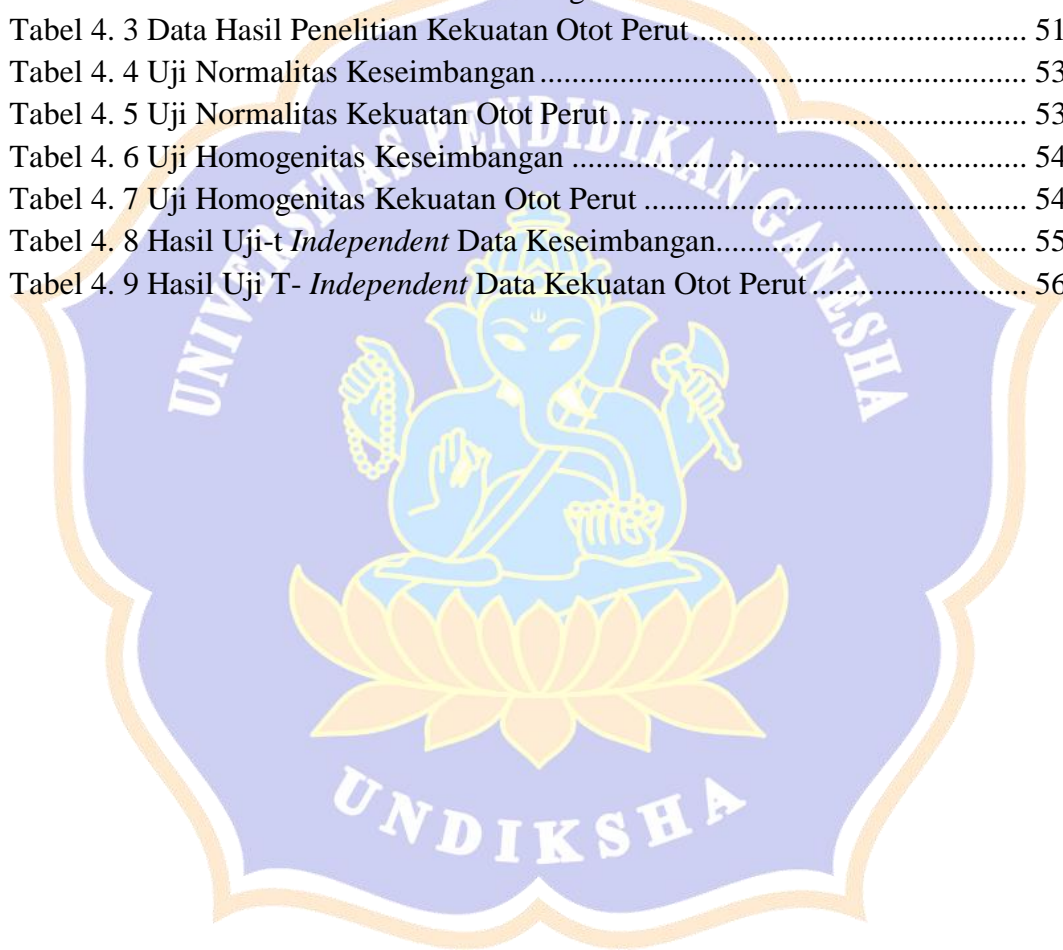 Tabel 4. 3 Data Hasil Penelitian Kekuatan Otot Perut.................................... 51
Tabel 4. 4 Uji Normalitas Keseimbangan .................................................... 53
Tabel 4. 5 Uji Normalitas Kekuatan Otot Perut............................................. 53
Tabel 4. 6 Uji Homogenitas Keseimbangan ................................................. 54
Tabel 4. 7 Uji Homogenitas Kekuatan Otot Perut ......................................... 54
Tabel 4. 8 Hasil Uji-t Independent Data Keseimbangan................................. 55
Tabel 4. 9 Hasil Uji T- Independent Data Kekuatan Otot Perut ....................... 56
UNIVERSITAS PENDIDIKAN GANESHA
UNDIKSHA